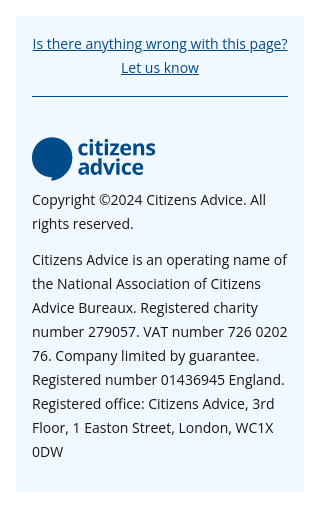 Is there anything wrong with this page?
Let us know
citizens
advice
Copyright ©2024 Citizens Advice. All
rights reserved.
Citizens Advice is an operating name of
the National Association of Citizens
Advice Bureaux. Registered charity
number 279057. VAT number 726 0202
76. Company limited by guarantee.
Registered number 01436945 England.
Registered office: Citizens Advice, 3rd
Floor, 1 Easton Street, London, WC1X
0DW